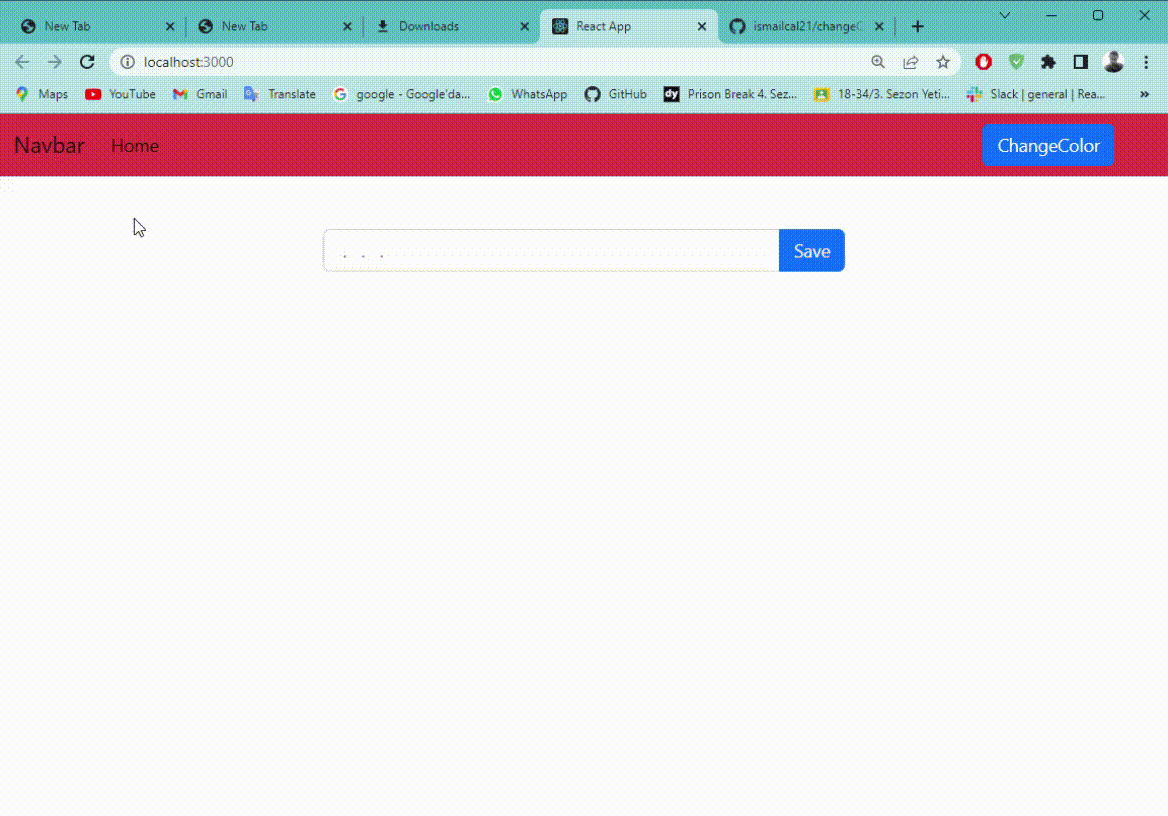 New Tab New Tab Downloads React App ismailcal21/changeC
localhost:3000
Maps YouTube Gmail Translate google - Google'da... WhatsApp GitHub dy Prison Break 4. Sez... 18-34/3. Sezon Yeti... Slack | general | Rea... »
Navbar Home ChangeColor
. . . Save